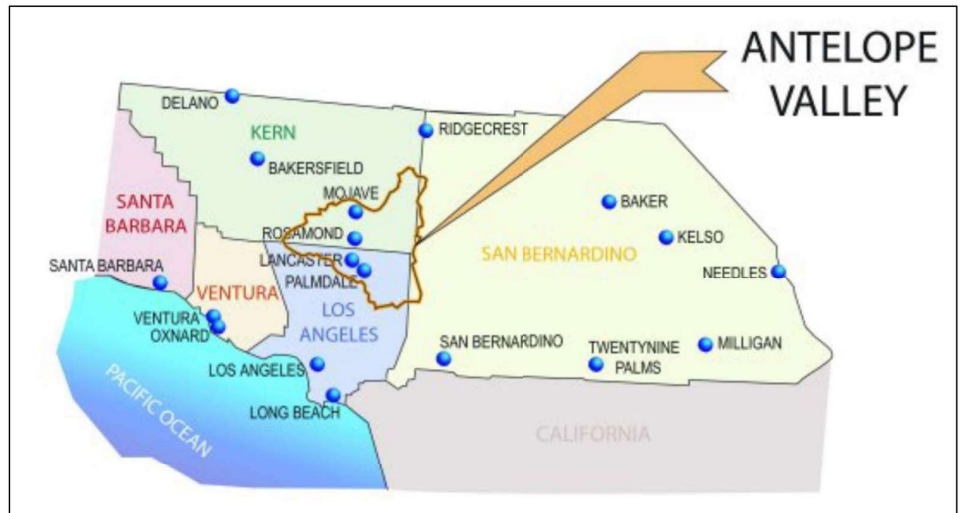 ANTELOPE
VALLEY
DELANO
KERN
RIDGECREST
BAKERSFIELD
MOJAVE
SANTA
BARBARA
BAKER
ROSAMOND
KELSO
SAN BERNARDINO
LANCASTER
SANTA BARBARA
PALMDALE
NEEDLES
VENTURA
LOS
ANGELES
VENTURA
OXNARD
SAN BERNARDINO
TWENTYNINE
PALMS
MILLIGAN
LOS ANGELES
PACIFIC OCEAN
LONG BEACH
CALIFORNIA